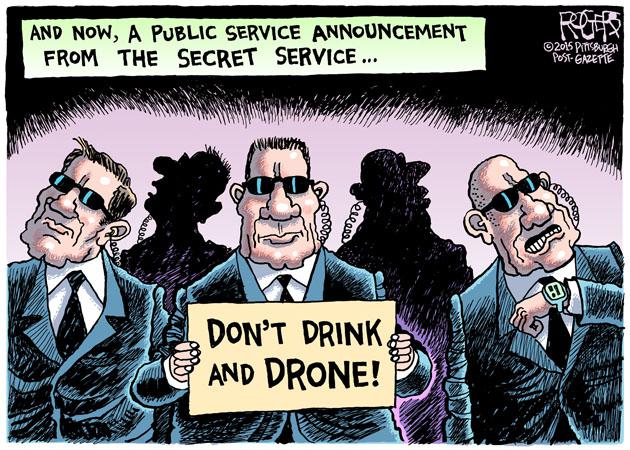 AND NOW, A PUBLIC SERVICE ANNOUNCEMENT
FROM THE SECRET SERVICE...
ROGERS
©2015 PITTSBURGH
POST-GAZETTE
DON'T DRINK
AND DRONE!